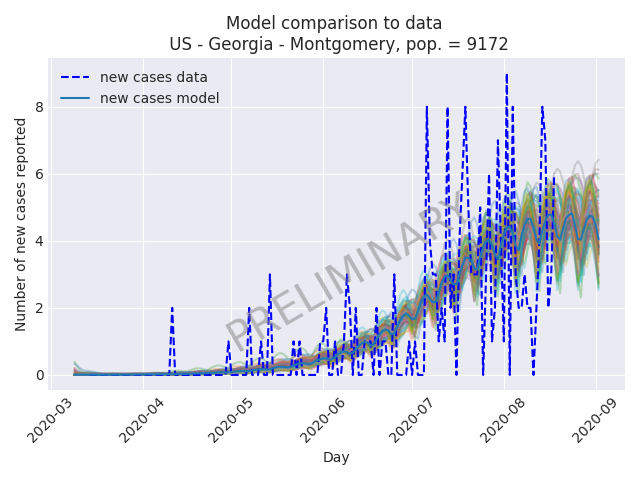 Model comparison to data
US - Georgia - Montgomery, pop. = 9172
new cases data
new cases model
Number of new cases reported
8
6
4
2
0
PRELIMINARY
2020-03
2020-04
2020-05
2020-06
2020-07
2020-08
2020-09
Day